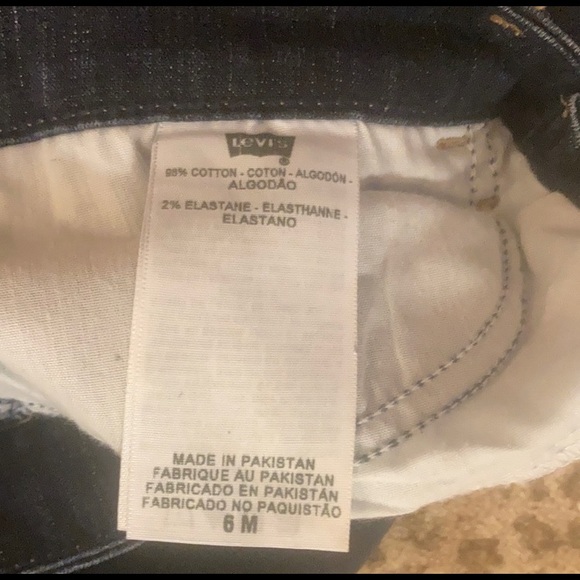 LEVI'S
®
98% COTTON - COTON - ALGODÓN -
ALGODÃO
2% ELASTANE - ELASTHANNE -
ELASTANO
MADE IN PAKISTAN
FABRIQUE AU PAKISTAN
FABRICADO EN PAKISTÁN
FABRICADO NO PAQUISTÃO
6 M